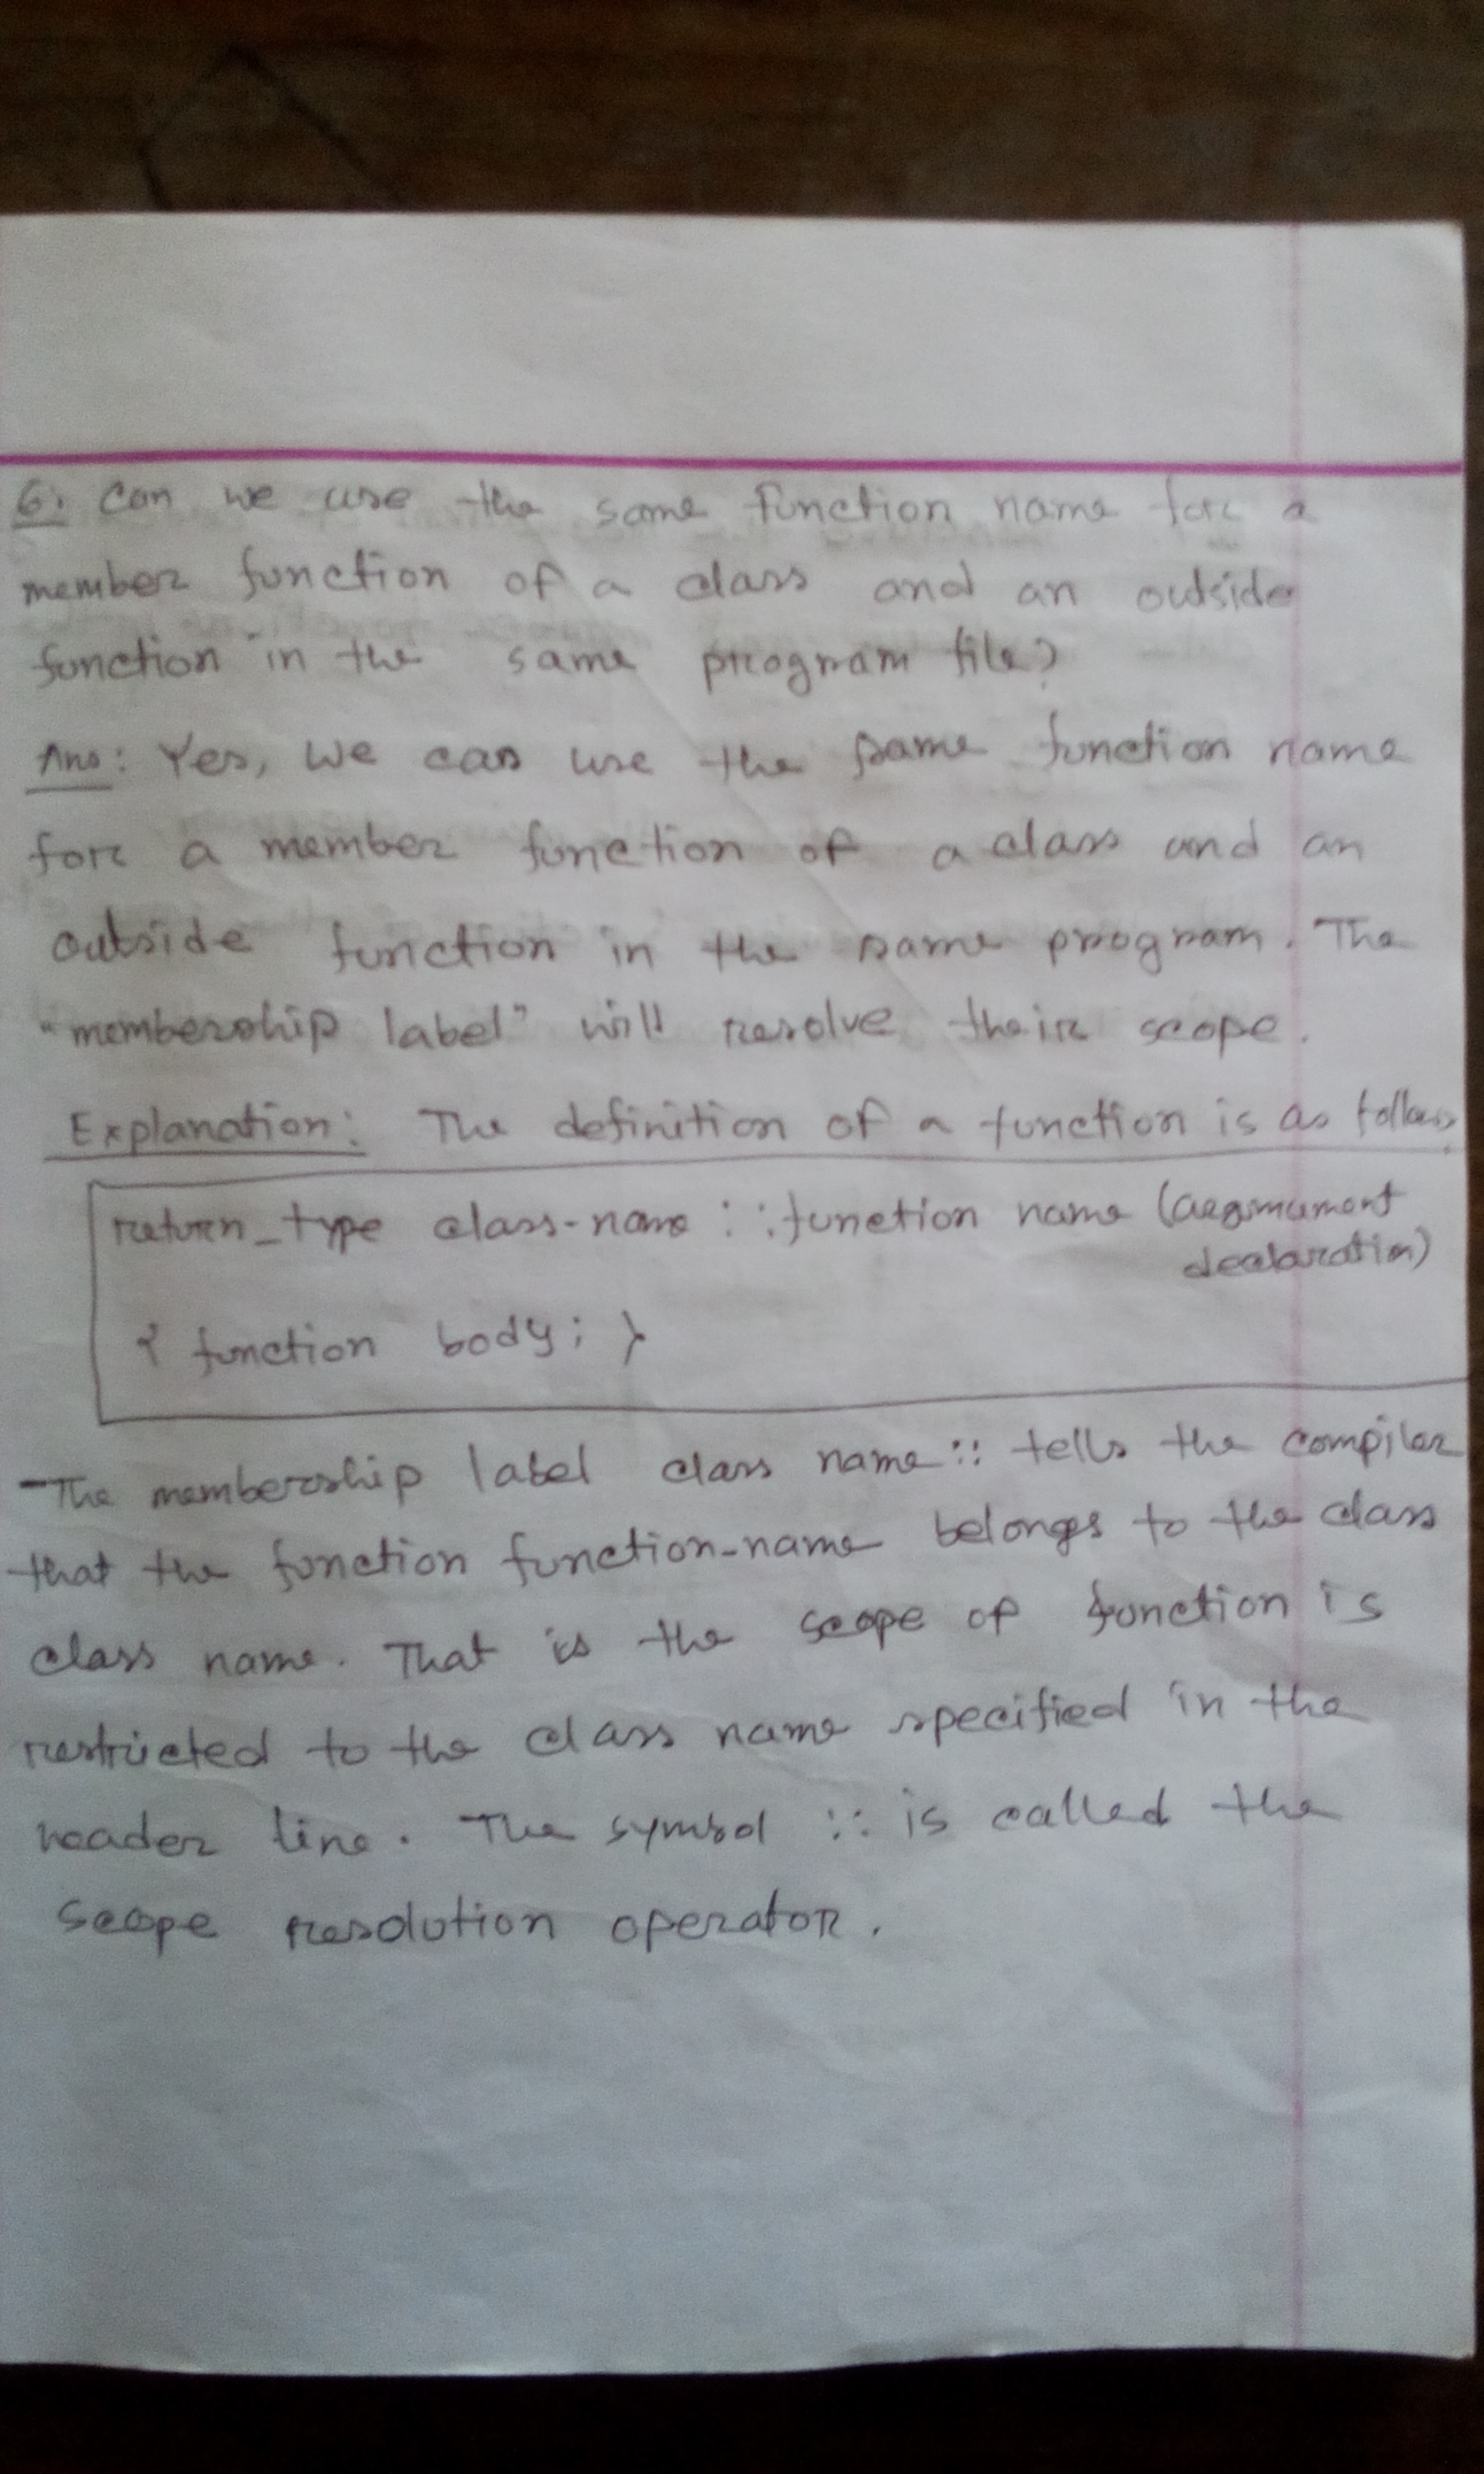 6. Can we use the same function name for a
member function of a class and an outside
function in the same program file?
Ans: Yes, we can use the same function name
for a member function of a class and an
outside function in the same program. The
"membership label" will resolve their scope.
Explanation: The definition of a function is as follows
return_type class-name :: function name (argumument
declaration)
{ function body; }
The membership label class name :: tells the compiler
that the function function-name belongs to the class
class name. That is the scope of function is
restricted to the class name specified in the
header line. The symbol :: is called the
scope resolution operator.